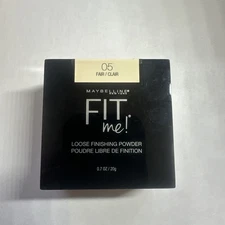 05
FAIR / CLAIR
MAYBELLINE
NEW YORK
FIT
me!
LOOSE FINISHING POWDER
POUDRE LIBRE DE FINITION
0.7 OZ / 20g